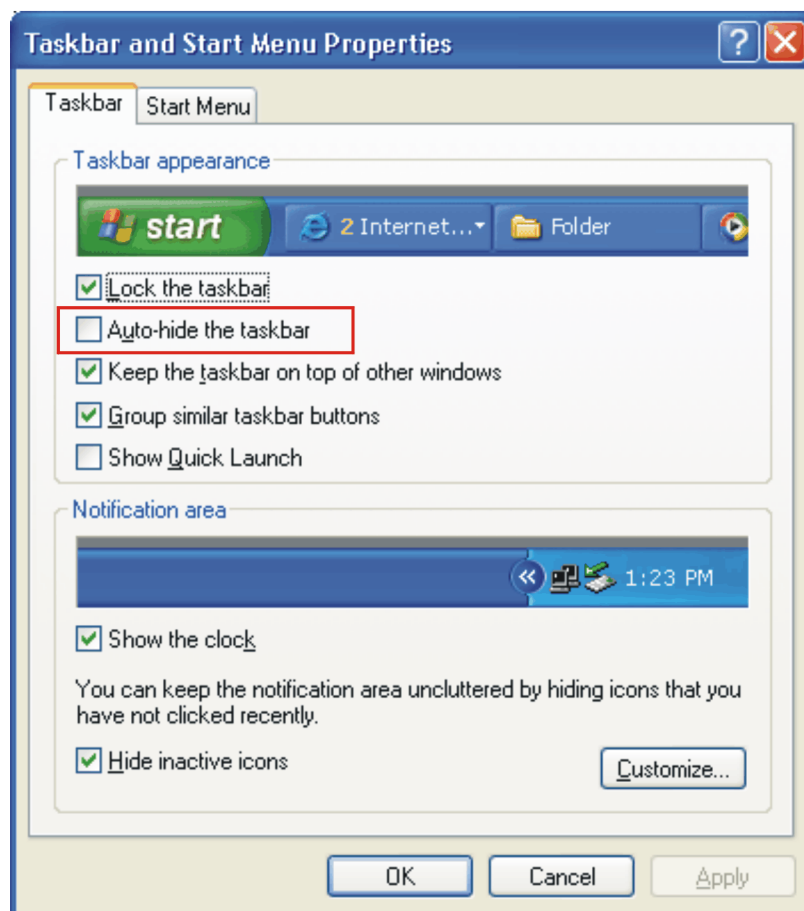 Taskbar and Start Menu Properties
Taskbar
Start Menu
Taskbar appearance
start
2 Internet...
Folder
Lock the taskbar
Auto-hide the taskbar
Keep the taskbar on top of other windows
Group similar taskbar buttons
Show Quick Launch
Notification area
1:23 PM
Show the clock
You can keep the notification area uncluttered by hiding icons that you
have not clicked recently.
Hide inactive icons
Customize...
OK
Cancel
Apply